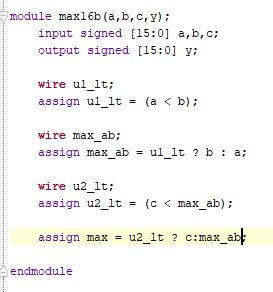 module max16b(a,b,c,y);
input signed [15:0] a,b,c;
output signed [15:0] y;
wire u1_lt;
assign u1_lt = (a < b);
wire max_ab;
assign max_ab = u1_lt ? b : a;
wire u2_lt;
assign u2_lt = (c < max_ab);
assign max = u2_lt ? c:max_ab;
endmodule